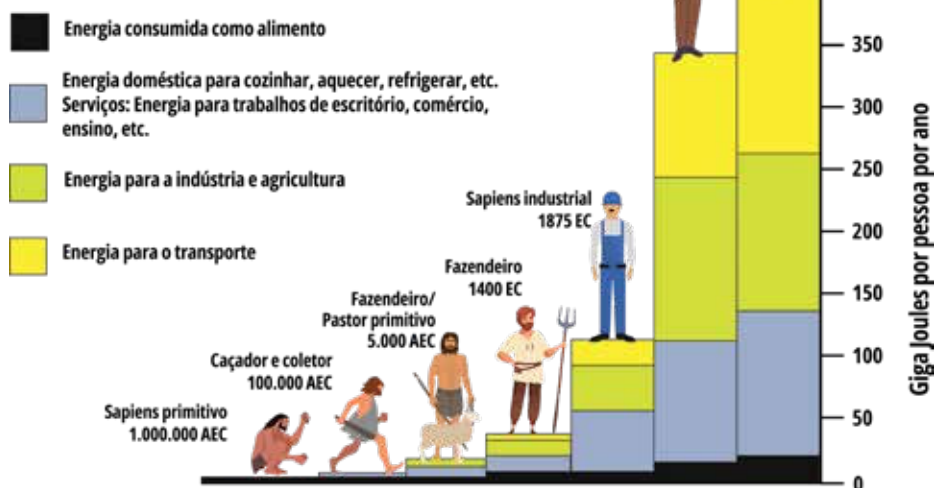 Energia consumida como alimento
Energia doméstica para cozinhar, aquecer, refrigerar, etc.
Serviços: Energia para trabalhos de escritório, comércio,
ensino, etc.
Energia para a indústria e agricultura
Energia para o transporte
Sapiens primitivo
1.000.000 AEC
Caçador e coletor
100.000 AEC
Fazendeiro/
Pastor primitivo
5.000 AEC
Fazendeiro
1400 EC
Sapiens industrial
1875 EC
350
300
250
200
150
100
50
0
Giga Joules por pessoa por ano